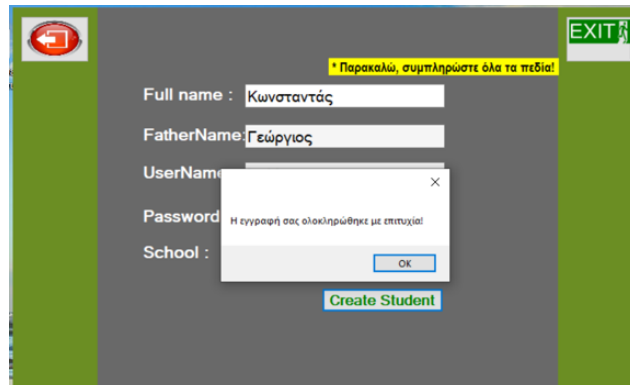 EXIT
* Παρακαλώ, συμπληρώστε όλα τα πεδία!
Full name : Κωνσταντάς
FatherName: Γεώργιος
UserName
Password
Η εγγραφή σας ολοκληρώθηκε με επιτυχία!
School :
OK
Create Student